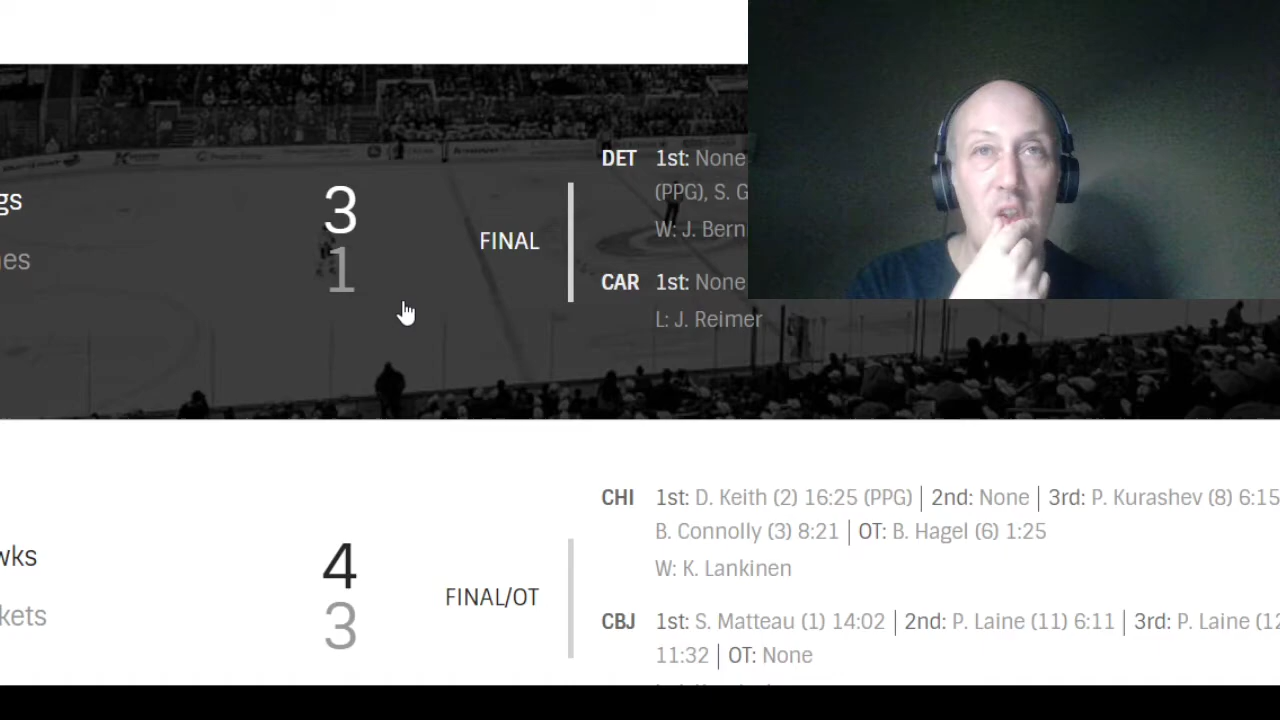 DET 1st: None
gs 3 (PPG), S. G
FINAL W: J. Bern
nes 1
CAR 1st: None
L: J. Reimer
CHI 1st: D. Keith (2) 16:25 (PPG) | 2nd: None | 3rd: P. Kurashev (8) 6:15
wks 4 B. Connolly (3) 8:21 | OT: B. Hagel (6) 1:25
FINAL/OT W: K. Lankinen
kets 3 CBJ 1st: S. Matteau (1) 14:02 | 2nd: P. Laine (11) 6:11 | 3rd: P. Laine (12
11:32 | OT: None